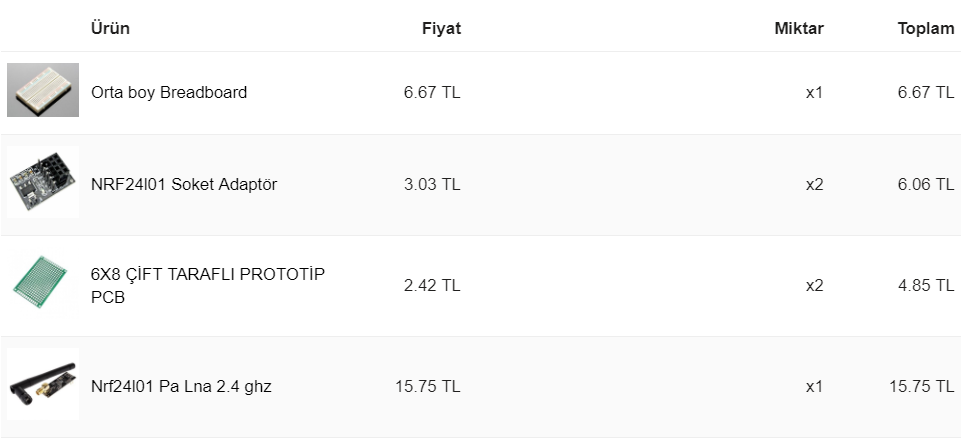 Ürün Fiyat Miktar Toplam
Orta boy Breadboard 6.67 TL x1 6.67 TL
NRF24l01 Soket Adaptör 3.03 TL x2 6.06 TL
6X8 ÇİFT TARAFLI PROTOTİP
PCB 2.42 TL x2 4.85 TL
Nrf24l01 Pa Lna 2.4 ghz 15.75 TL x1 15.75 TL